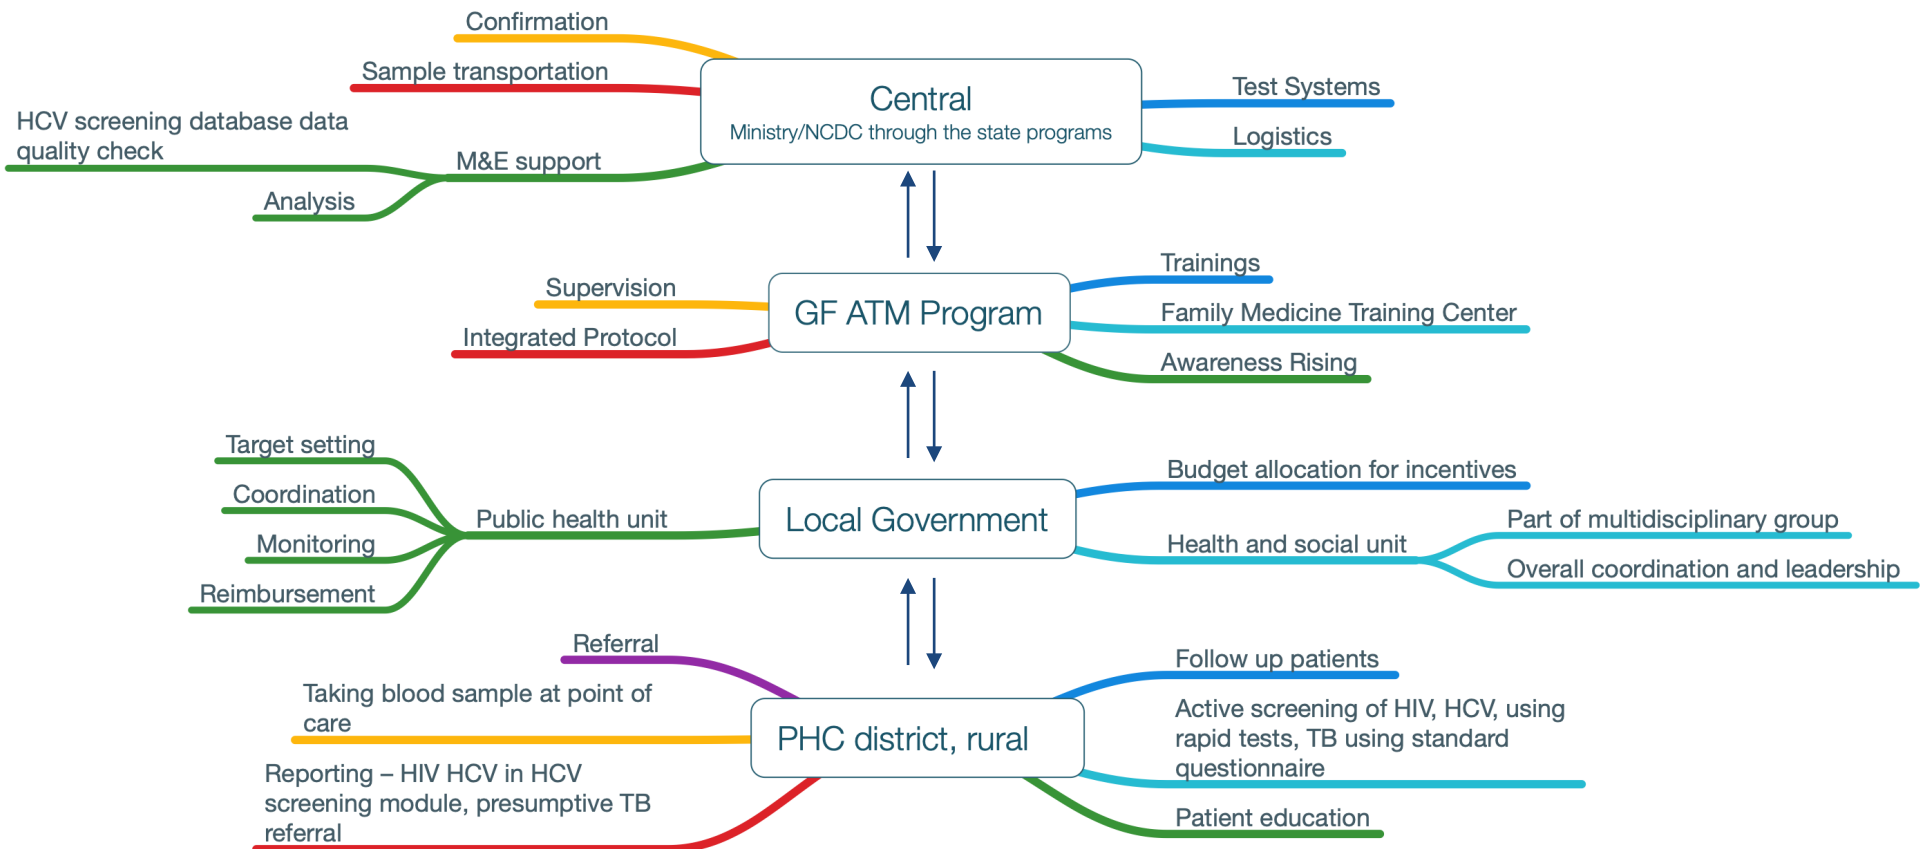 Confirmation
Sample transportation
HCV screening database data
quality check
M&E support
Analysis
Central
Ministry/NCDC through the state programs
Test Systems
Logistics
Supervision
Integrated Protocol
GF ATM Program
Trainings
Family Medicine Training Center
Awareness Rising
Target setting
Coordination
Monitoring
Reimbursement
Public health unit
Local Government
Budget allocation for incentives
Health and social unit
Part of multidisciplinary group
Overall coordination and leadership
Referral
Taking blood sample at point of
care
Reporting – HIV HCV in HCV
screening module, presumptive TB
referral
PHC district, rural
Follow up patients
Active screening of HIV, HCV, using
rapid tests, TB using standard
questionnaire
Patient education